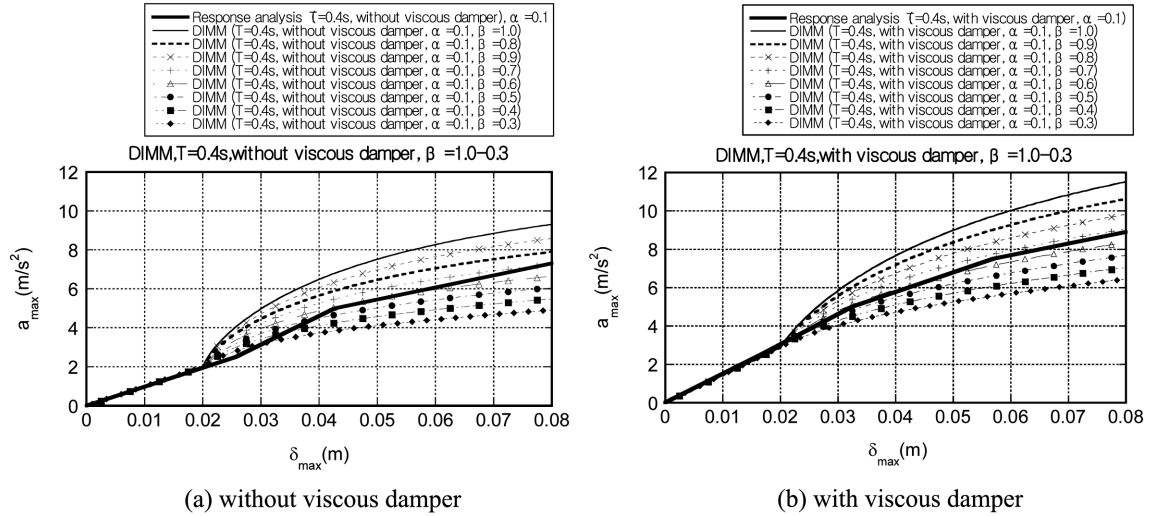 Response analysis  τ=0.4s, without viscous damper), α =0.1
DIMM (T=0.4s, without viscous damper, α =0.1, β =1.0)
DIMM (T=0.4s, without viscous damper, α =0.1, β =0.8)
DIMM (T=0.4s, without viscous damper, α =0.1, β =0.9)
DIMM (T=0.4s, without viscous damper, α =0.1, β =0.7)
DIMM (T=0.4s, without viscous damper, α =0.1, β =0.6)
DIMM (T=0.4s, without viscous damper, α =0.1, β =0.5)
DIMM (T=0.4s, without viscous damper, α =0.1, β =0.4)
DIMM (T=0.4s, without viscous damper, α =0.1, β =0.3)
DIMM,T=0.4s,without viscous damper, β =1.0-0.3
12
10
8
6
4
2
0
a_max(m/s²)
0 0.01 0.02 0.03 0.04 0.05 0.06 0.07 0.08
δ_max(m)
(a) without viscous damper
Response analysis  τ=0.4s, with viscous damper, α =0.1)
DIMM (T=0.4s, with viscous damper, α =0.1, β =1.0)
DIMM (T=0.4s, with viscous damper, α =0.1, β =0.9)
DIMM (T=0.4s, with viscous damper, α =0.1, β =0.8)
DIMM (T=0.4s, with viscous damper, α =0.1, β =0.7)
DIMM (T=0.4s, with viscous damper, α =0.1, β =0.6)
DIMM (T=0.4s, with viscous damper, α =0.1, β =0.5)
DIMM (T=0.4s, with viscous damper, α =0.1, β =0.4)
DIMM (T=0.4s, with viscous damper, α =0.1, β =0.3)
DIMM,T=0.4s,with viscous damper, β =1.0-0.3
12
10
8
6
4
2
0
a_max(m/s²)
0 0.01 0.02 0.03 0.04 0.05 0.06 0.07 0.08
δ_max(m)
(b) with viscous damper